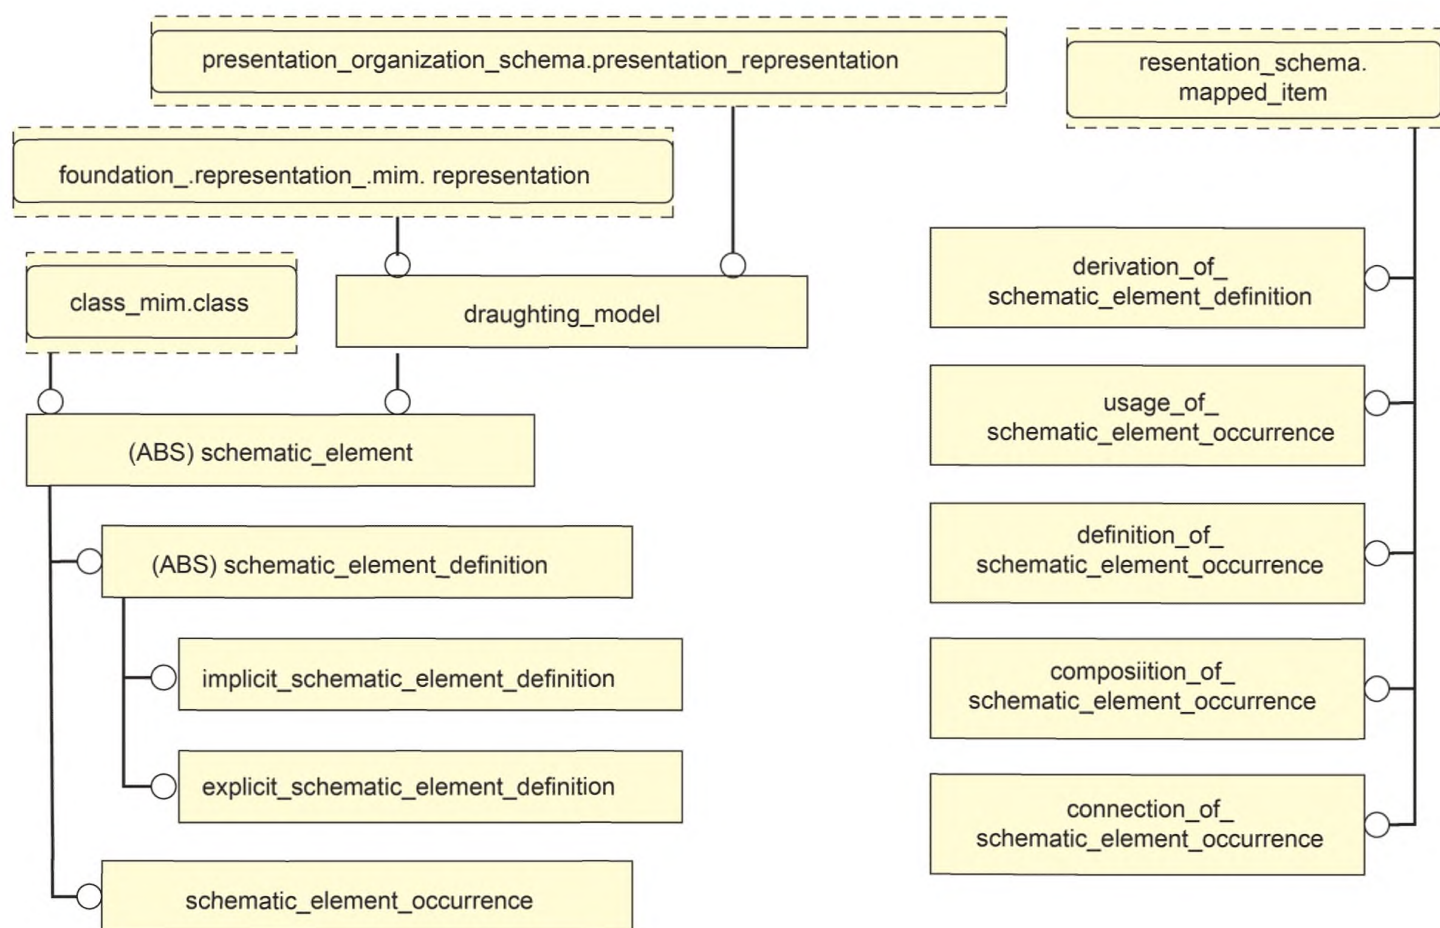 presentation_organization_schema.presentation_representation
resentation_schema.
mapped_item
foundation_.representation_.mim. representation
class_mim.class
draughting_model
(ABS) schematic_element
(ABS) schematic_element_definition
implicit_schematic_element_definition
explicit_schematic_element_definition
schematic_element_occurrence
derivation_of_
schematic_element_definition
usage_of_
schematic_element_occurrence
definition_of_
schematic_element_occurrence
composiition_of_
schematic_element_occurrence
connection_of_
schematic_element_occurrence